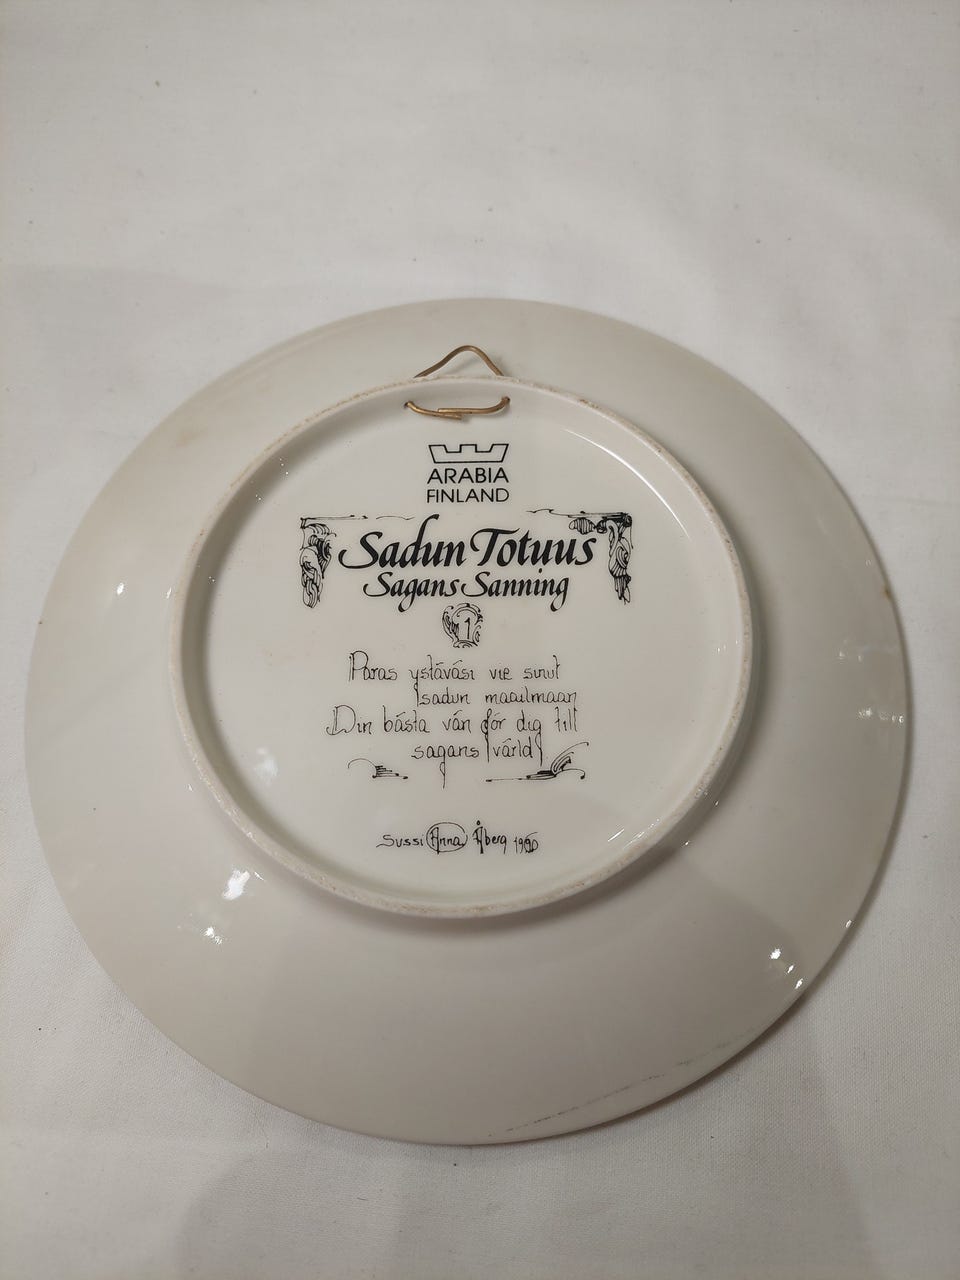 ARABIA
FINLAND
Sadun Totuus
Sagans Sanning
1
Paras ystäväsi vie sinut
sadun maailmaan
Din bästa vän för dig till
sagans värld
Sussi Anna Åberg 1990